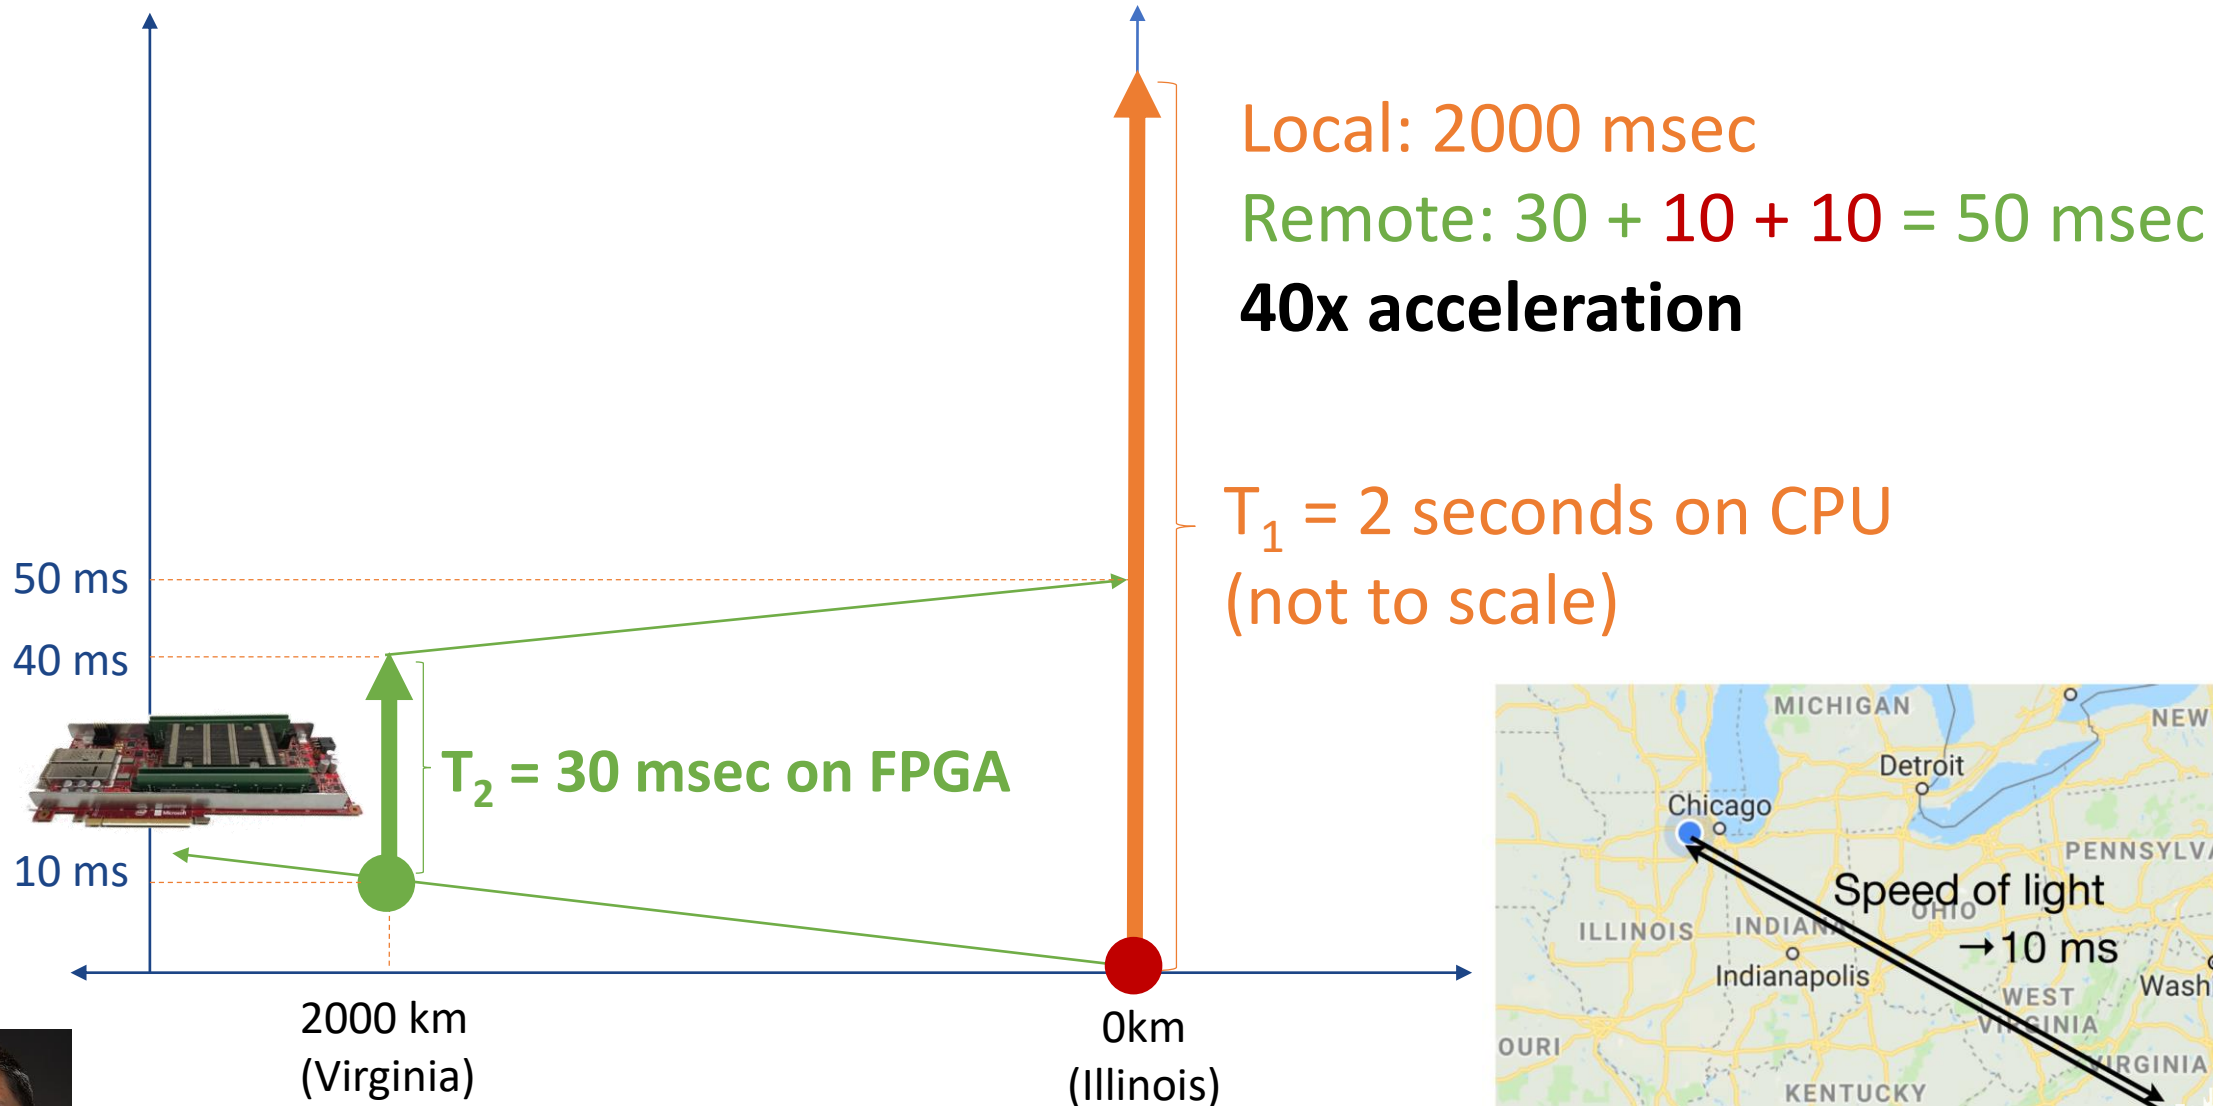 Local: 2000 msec
Remote: 30 + 10 + 10 = 50 msec
40x acceleration
T₁ = 2 seconds on CPU
(not to scale)
50 ms
40 ms
T₂ = 30 msec on FPGA
10 ms
2000 km
(Virginia)
0km
(Illinois)
MICHIGAN
NEW
Detroit
Chicago
PENNSYLVA
Speed of light
OHIO
→10 ms
ILLINOIS
INDIANA
Indianapolis
Wash
WEST
VIRGINIA
OURI
VIRGINIA
KENTUCKY